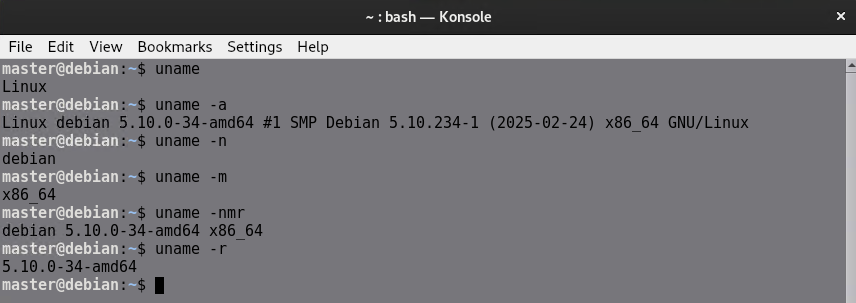 ~ : bash — Konsole
File Edit View Bookmarks Settings Help
master@debian:~$ uname
Linux
master@debian:~$ uname -a
Linux debian 5.10.0-34-amd64 #1 SMP Debian 5.10.234-1 (2025-02-24) x86_64 GNU/Linux
master@debian:~$ uname -n
debian
master@debian:~$ uname -m
x86_64
master@debian:~$ uname -nmr
debian 5.10.0-34-amd64 x86_64
master@debian:~$ uname -r
5.10.0-34-amd64
master@debian:~$